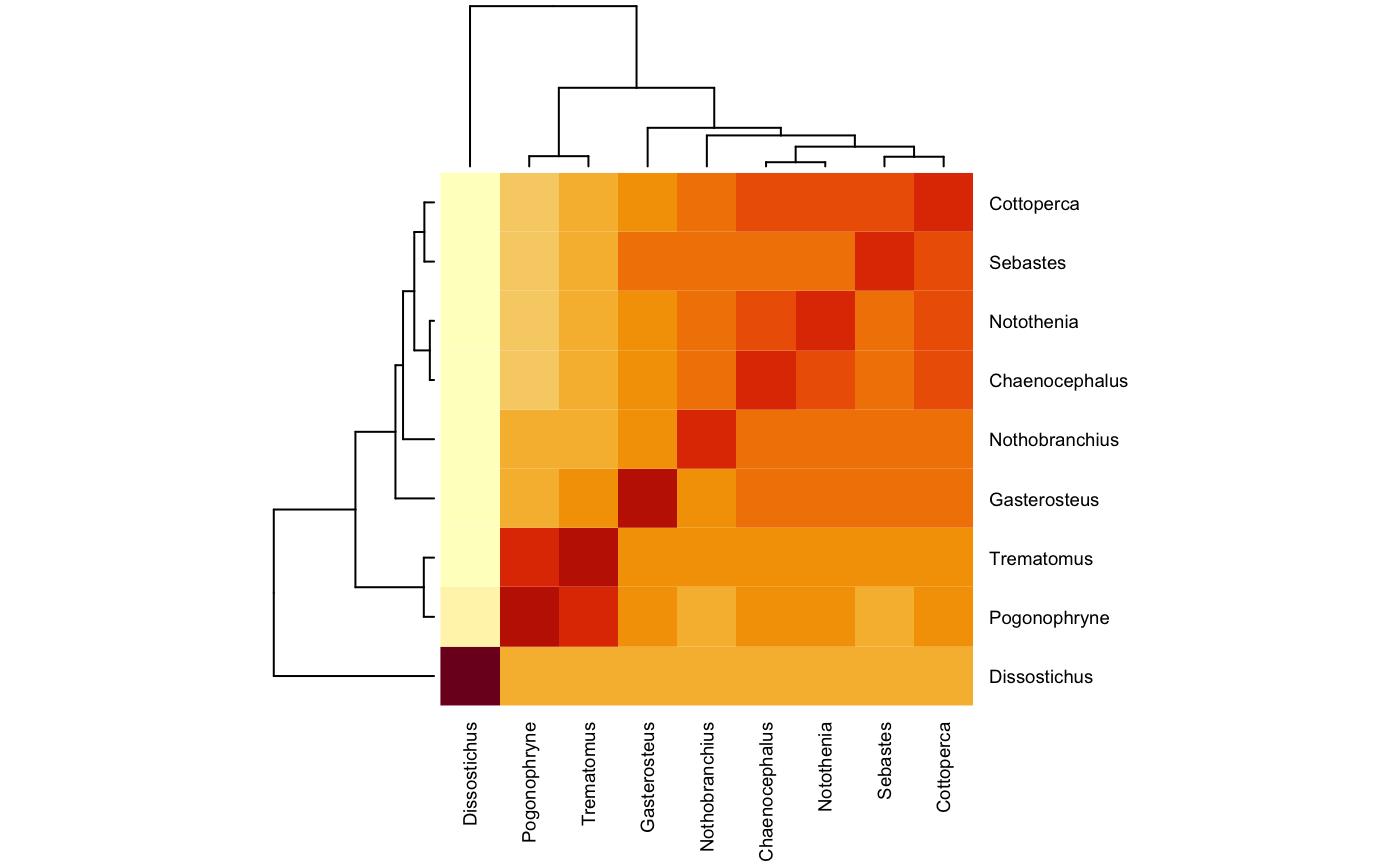 Cottoperca
Sebastes
Notothenia
Chaenocephalus
Nothobranchius
Gasterosteus
Trematomus
Pogonophryne
Dissostichus
Dissostichus
Pogonophryne
Trematomus
Gasterosteus
Nothobranchius
Chaenocephalus
Notothenia
Sebastes
Cottoperca